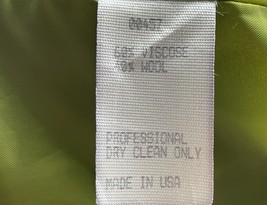 00457
60% VISCOSE
40% WOOL
PROFESSIONAL
DRY CLEAN ONLY
MADE IN USA